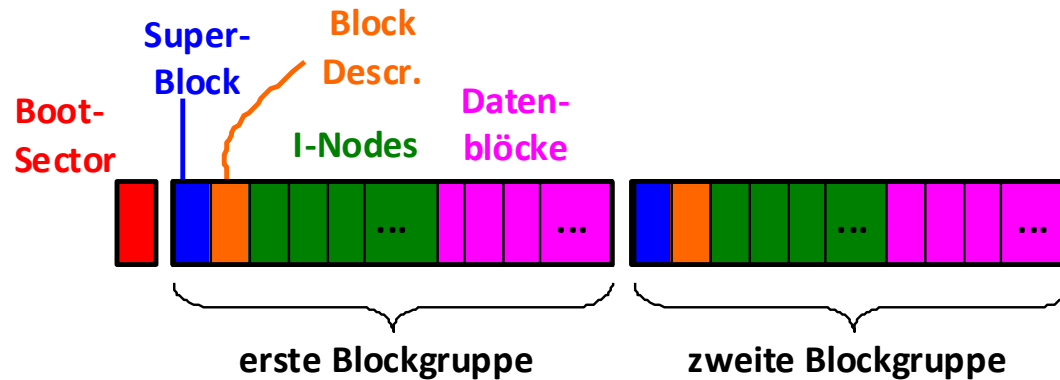 Super-
Block
Block
Descr.
Boot-
Sector
I-Nodes
Daten-
blöcke
...
...
...
...
erste Blockgruppe
zweite Blockgruppe